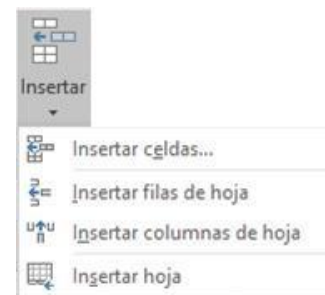 Insertar
Insertar celdas...
Insertar filas de hoja
Insertar columnas de hoja
Insertar hoja